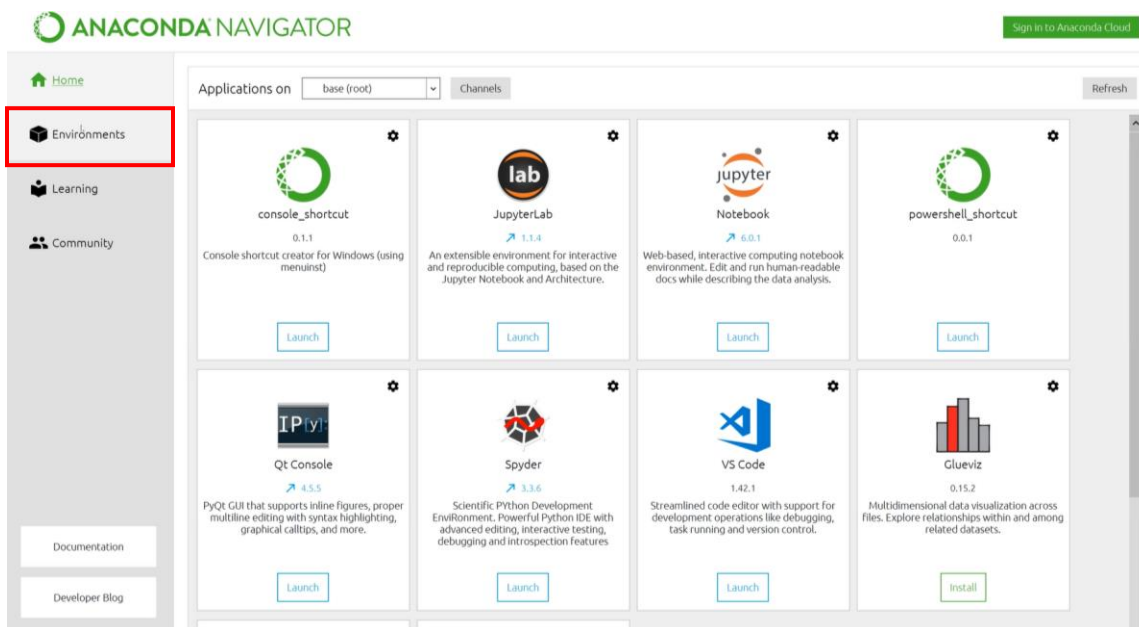 ANACONDA NAVIGATOR
Sign in to Anaconda Cloud
Home
Environments
Learning
Community
Documentation
Developer Blog
Applications on base (root) Channels Refresh
console_shortcut
0.1.1
Console shortcut creator for Windows (using
menuinst)
Launch
lab
JupyterLab
1.1.4
An extensible environment for interactive
and reproducible computing, based on the
Jupyter Notebook and Architecture.
Launch
jupyter
Notebook
6.0.1
Web-based, interactive computing notebook
environment. Edit and run human-readable
docs while describing the data analysis.
Launch
powershell_shortcut
0.0.1
Launch
IP[y]:
Qt Console
4.5.5
PyQt GUI that supports inline figures, proper
multiline editing with syntax highlighting,
graphical calltips, and more.
Launch
Spyder
3.3.6
Scientific PYthon Development
EnviRonment. Powerful Python IDE with
advanced editing, interactive testing,
debugging and introspection features
Launch
VS Code
1.42.1
Streamlined code editor with support for
development operations like debugging,
task running and version control.
Launch
Glueviz
0.15.2
Multidimensional data visualization across
files. Explore relationships within and among
related datasets.
Install